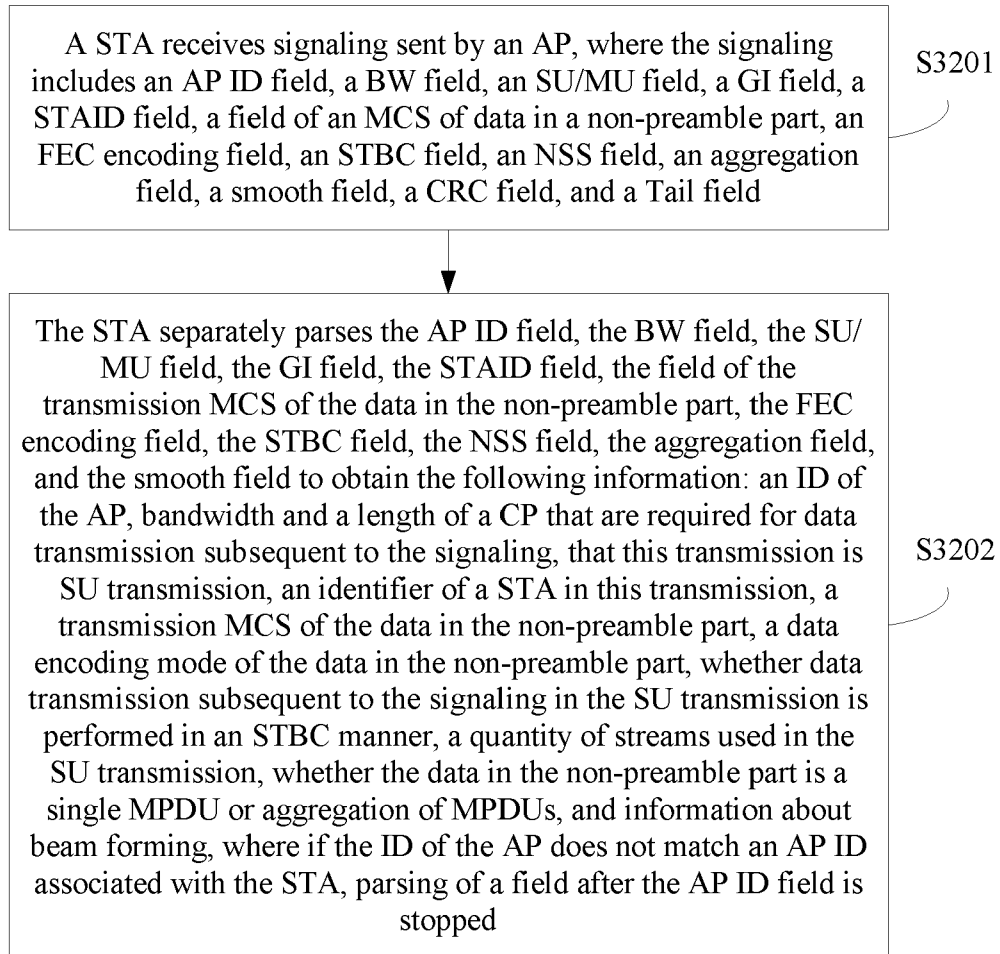 A STA receives signaling sent by an AP, where the signaling
includes an AP ID field, a BW field, an SU/MU field, a GI field, a
STAID field, a field of an MCS of data in a non-preamble part, an
FEC encoding field, an STBC field, an NSS field, an aggregation
field, a smooth field, a CRC field, and a Tail field
S3201
The STA separately parses the AP ID field, the BW field, the SU/
MU field, the GI field, the STAID field, the field of the
transmission MCS of the data in the non-preamble part, the FEC
encoding field, the STBC field, the NSS field, the aggregation field,
and the smooth field to obtain the following information: an ID of
the AP, bandwidth and a length of a CP that are required for data
transmission subsequent to the signaling, that this transmission is
SU transmission, an identifier of a STA in this transmission, a
transmission MCS of the data in the non-preamble part, a data
encoding mode of the data in the non-preamble part, whether data
transmission subsequent to the signaling in the SU transmission is
performed in an STBC manner, a quantity of streams used in the
SU transmission, whether the data in the non-preamble part is a
single MPDU or aggregation of MPDUs, and information about
beam forming, where if the ID of the AP does not match an AP ID
associated with the STA, parsing of a field after the AP ID field is
stopped
S3202